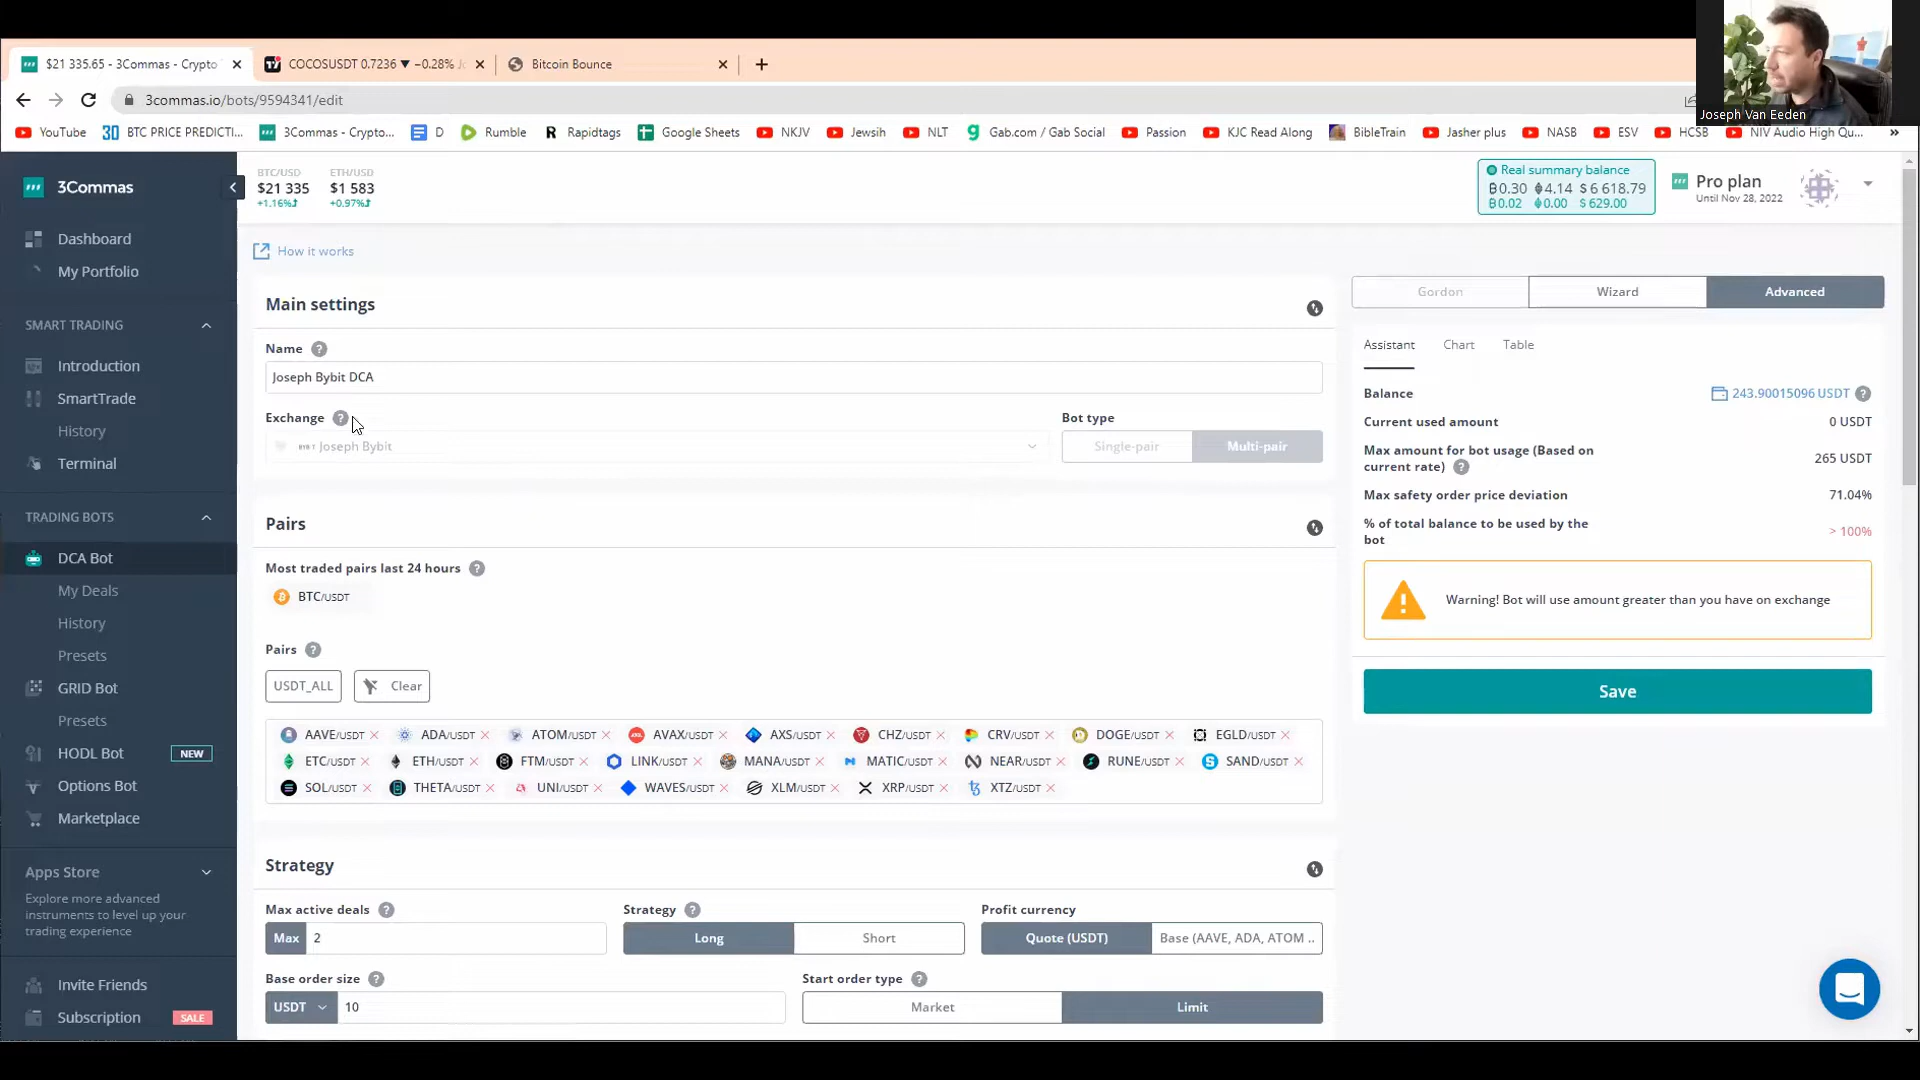 $21 335.65 - 3Commas - Crypto
COCOSUSDT 0.7236 ▼ −0.28%
Bitcoin Bounce
3commas.io/bots/9594341/edit
Joseph Van Eeden
YouTube
BTC PRICE PREDICTI...
3Commas - Crypto...
D
Rumble
Rapidtags
Google Sheets
NKJV
Jewsih
NLT
Gab.com / Gab Social
Passion
KJC Read Along
BibleTrain
Jasher plus
NASB
ESV
HCSB
NIV Audio High Qu...
3Commas
BTC/USD
$21 335
+1.16%
ETH/USD
$1 583
+0.97%
Real summary balance
฿0.30 4.14 $ 6 618.79
฿0.02 0.00 $ 629.00
Pro plan
Until Nov 28, 2022
Dashboard
My Portfolio
SMART TRADING
Introduction
SmartTrade
History
Terminal
TRADING BOTS
DCA Bot
My Deals
History
Presets
GRID Bot
Presets
HODL Bot NEW
Options Bot
Marketplace
Apps Store
Explore more advanced
instruments to level up your
trading experience
Invite Friends
Subscription SALE
How it works
Main settings
Name ?
Joseph Bybit DCA
Exchange ?
BYBIT Joseph Bybit
Bot type
Single-pair Multi-pair
Pairs
Most traded pairs last 24 hours ?
BTC/USDT
Pairs ?
USDT_ALL Clear
AAVE/USDT ADA/USDT ATOM/USDT AVAX/USDT AXS/USDT CHZ/USDT CRV/USDT DOGE/USDT EGLD/USDT
ETC/USDT ETH/USDT FTM/USDT LINK/USDT MANA/USDT MATIC/USDT NEAR/USDT RUNE/USDT SAND/USDT
SOL/USDT THETA/USDT UNI/USDT WAVES/USDT XLM/USDT XRP/USDT XTZ/USDT
Strategy
Max active deals ?
Max 2
Strategy ?
Long Short
Profit currency
Quote (USDT) Base (AAVE, ADA, ATOM ..
Base order size ?
USDT 10
Start order type ?
Market Limit
Gordon Wizard Advanced
Assistant Chart Table
Balance 243.90015096 USDT ?
Current used amount 0 USDT
Max amount for bot usage (Based on
current rate) ? 265 USDT
Max safety order price deviation 71.04%
% of total balance to be used by the
bot > 100%
Warning! Bot will use amount greater than you have on exchange
Save